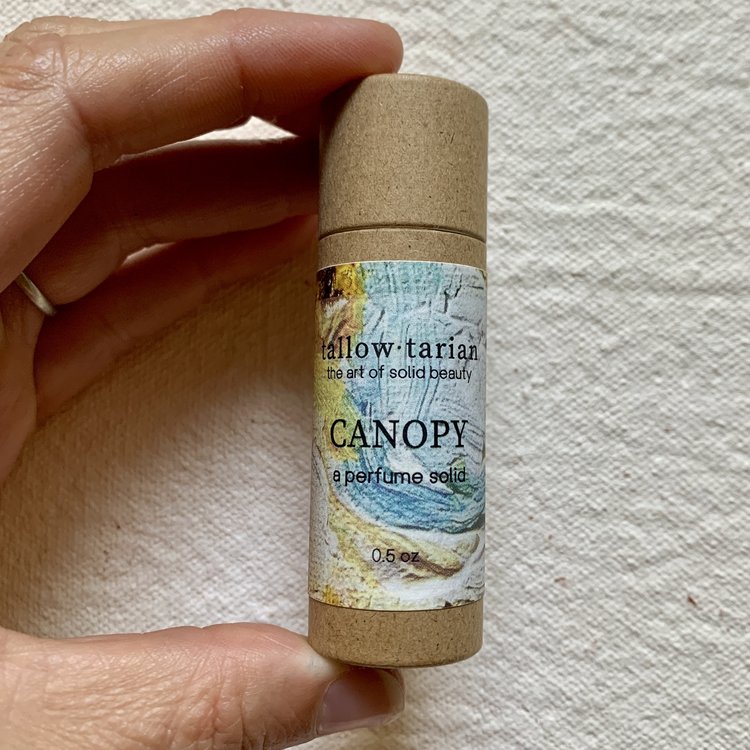 tallow·tarian
the art of solid beauty
CANOPY
a perfume solid
0.5 oz